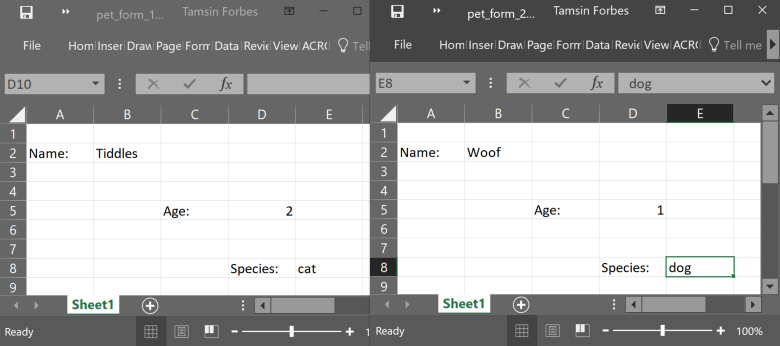 pet_form_1... Tamsin Forbes
File Hom Inser Draw Page Form Data Revie View ACR Tel
D10 fx
A B C D E
1
2 Name: Tiddles
3
4
5 Age: 2
6
7
8 Species: cat
9
Sheet1
Ready
pet_form_2... Tamsin Forbes
File Hom Inser Draw Page Form Data Revie View ACR Tell me
E8 fx dog
A B C D E
1
2 Name: Woof
3
4
5 Age: 1
6
7
8 Species: dog
9
Sheet1
Ready 100%